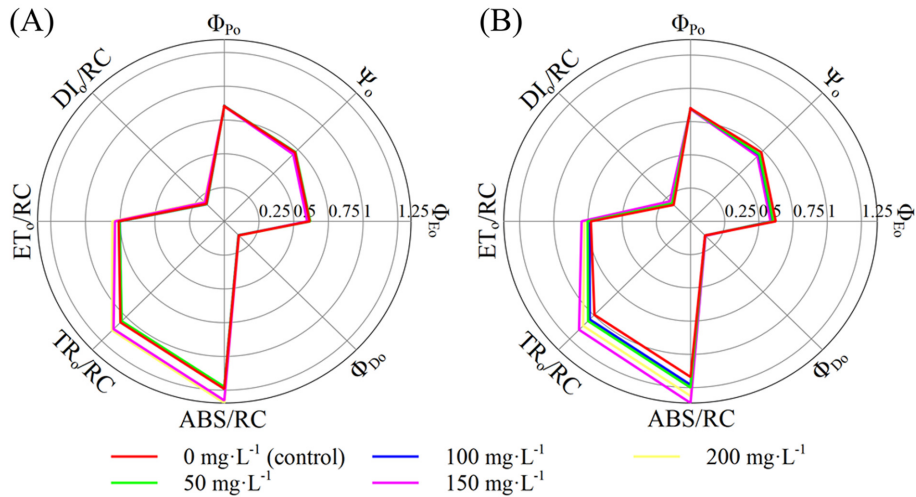 (A)
ΦPo
Ψo
ΦEo
ΦDo
ABS/RC
TRo/RC
ETo/RC
DIo/RC
0.25 0.5 0.75 1 1.25
(B)
ΦPo
Ψo
ΦEo
ΦDo
ABS/RC
TRo/RC
ETo/RC
DIo/RC
0.25 0.5 0.75 1 1.25
0 mg·L⁻¹ (control)
100 mg·L⁻¹
200 mg·L⁻¹
50 mg·L⁻¹
150 mg·L⁻¹